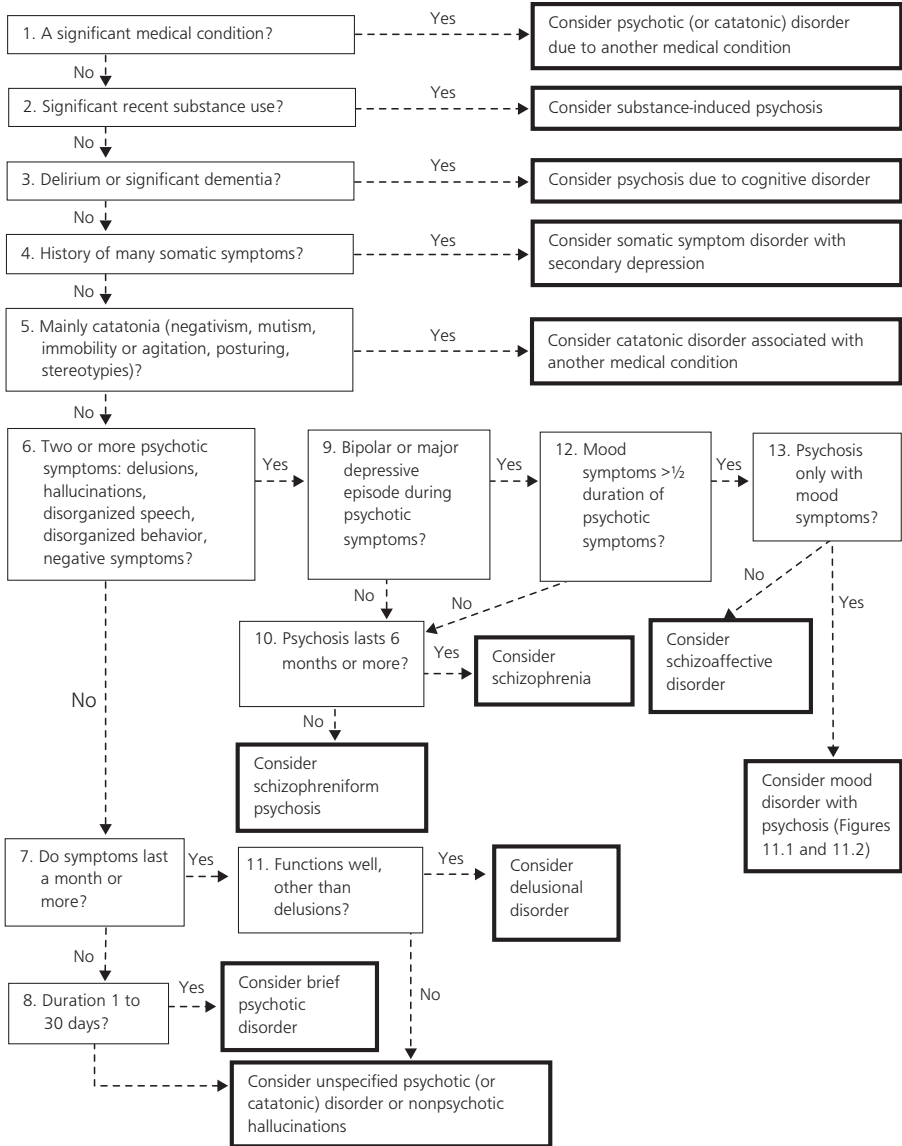 1. A significant medical condition?
Yes
Consider psychotic (or catatonic) disorder
due to another medical condition
No
2. Significant recent substance use?
Yes
Consider substance-induced psychosis
No
3. Delirium or significant dementia?
Yes
Consider psychosis due to cognitive disorder
No
4. History of many somatic symptoms?
Yes
Consider somatic symptom disorder with
secondary depression
No
5. Mainly catatonia (negativism, mutism,
immobility or agitation, posturing,
stereotypies)?
Yes
Consider catatonic disorder associated with
another medical condition
No
6. Two or more psychotic
symptoms: delusions,
hallucinations,
disorganized speech,
disorganized behavior,
negative symptoms?
Yes
9. Bipolar or major
depressive
episode during
psychotic
symptoms?
Yes
12. Mood
symptoms >½
duration of
psychotic
symptoms?
Yes
13. Psychosis
only with
mood
symptoms?
No
No
No
Yes
10. Psychosis lasts 6
months or more?
Yes
Consider
schizophrenia
Consider
schizoaffective
disorder
No
No
Consider
schizophreniform
psychosis
Consider mood
disorder with
psychosis (Figures
11.1 and 11.2)
7. Do symptoms last
a month or
more?
Yes
11. Functions well,
other than
delusions?
Yes
Consider
delusional
disorder
No
8. Duration 1 to
30 days?
Yes
Consider brief
psychotic
disorder
No
Consider unspecified psychotic (or
catatonic) disorder or nonpsychotic
hallucinations